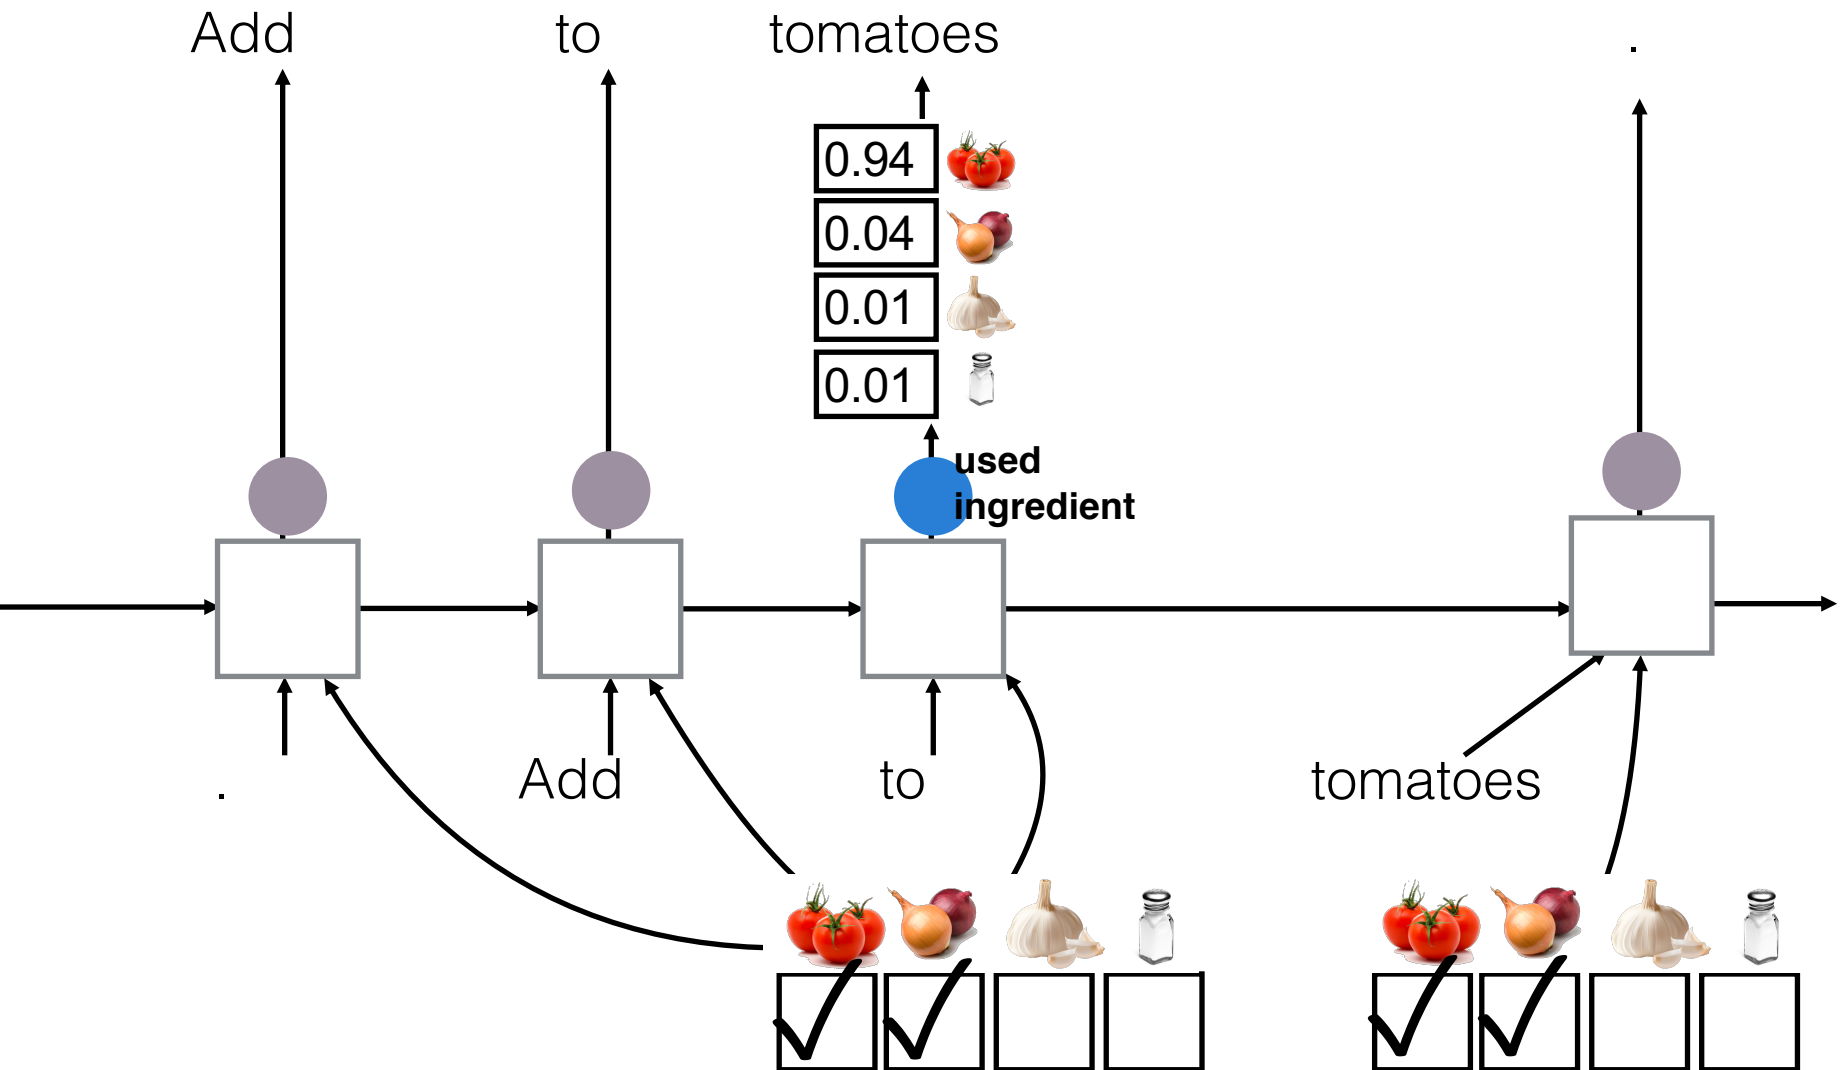 Add to tomatoes .
0.94
0.04
0.01
0.01
used
ingredient
. Add to tomatoes